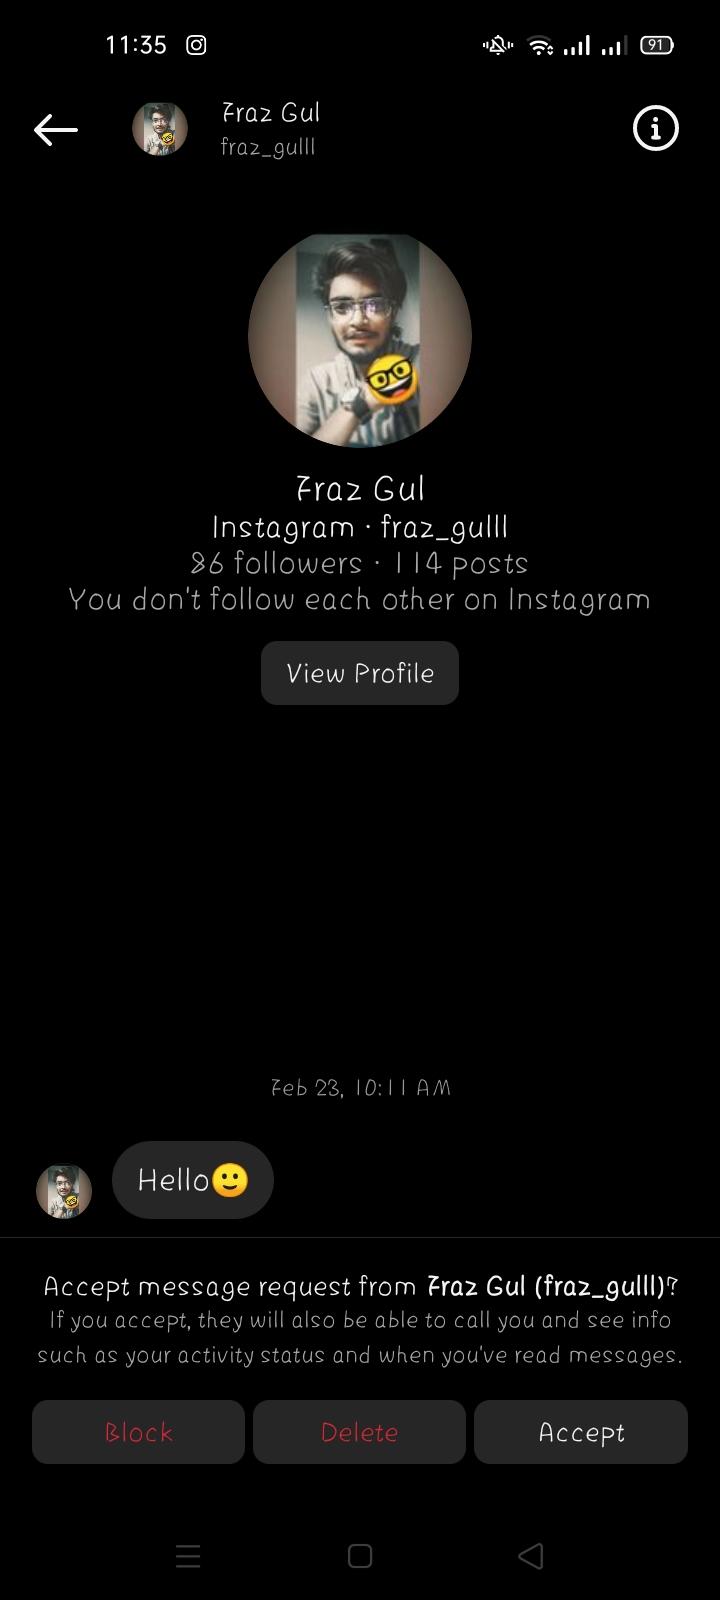 11:35
91
Fraz Gul
fraz_gulll
Fraz Gul
Instagram · fraz_gulll
86 followers · 114 posts
You don't follow each other on Instagram
View Profile
Feb 23, 10:11 AM
Hello🙂
Accept message request from Fraz Gul (fraz_gulll)?
If you accept, they will also be able to call you and see info
such as your activity status and when you've read messages.
Block
Delete
Accept